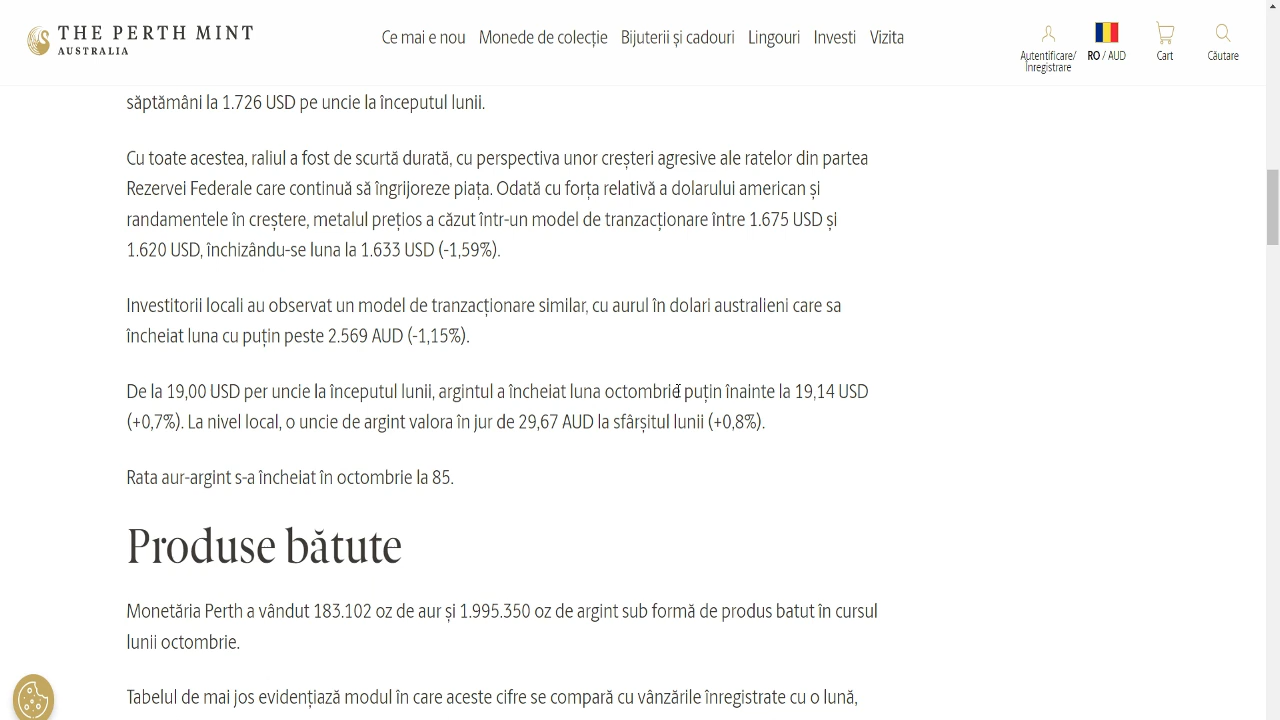 THE PERTH MINT
AUSTRALIA
Ce mai e nou Monede de colecție Bijuterii și cadouri Lingouri Investi Vizita
Autentificare/
Înregistrare
RO / AUD
Cart
Căutare
săptămâni la 1.726 USD pe uncie la începutul lunii.
Cu toate acestea, raliul a fost de scurtă durată, cu perspectiva unor creșteri agresive ale ratelor din partea
Rezervei Federale care continuă să îngrijoreze piața. Odată cu forța relativă a dolarului american și
randamentele în creștere, metalul prețios a căzut într-un model de tranzacționare între 1.675 USD și
1.620 USD, închizându-se luna la 1.633 USD (-1,59%).
Investitorii locali au observat un model de tranzacționare similar, cu aurul în dolari australieni care sa
încheiat luna cu puțin peste 2.569 AUD (-1,15%).
De la 19,00 USD per uncie la începutul lunii, argintul a încheiat luna octombrie puțin înainte la 19,14 USD
(+0,7%). La nivel local, o uncie de argint valora în jur de 29,67 AUD la sfârșitul lunii (+0,8%).
Rata aur-argint s-a încheiat în octombrie la 85.
Produse bătute
Monetăria Perth a vândut 183.102 oz de aur și 1.995.350 oz de argint sub formă de produs batut în cursul
lunii octombrie.
Tabelul de mai jos evidențiază modul în care aceste cifre se compară cu vânzările înregistrate cu o lună,